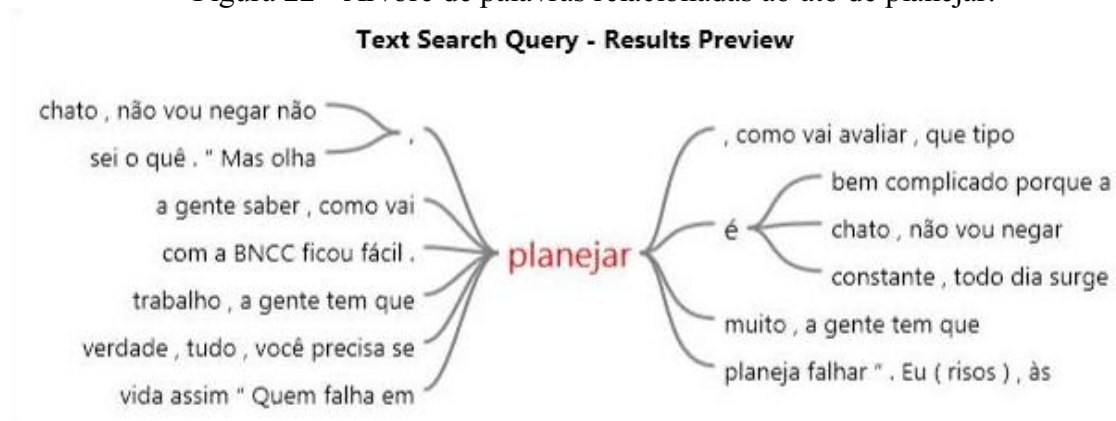 Text Search Query - Results Preview
chato , não vou negar não
sei o quê . " Mas olha
,
a gente saber , como vai
com a BNCC ficou fácil .
trabalho , a gente tem que
verdade , tudo , você precisa se
vida assim " Quem falha em
planejar
, como vai avaliar , que tipo
é
bem complicado porque a
chato , não vou negar
constante , todo dia surge
muito , a gente tem que
planeja falhar " . Eu ( risos ) , às